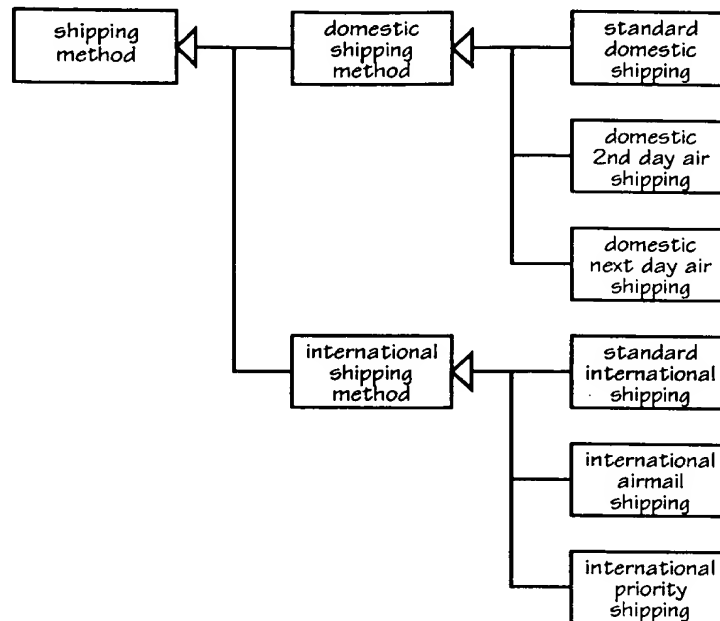 shipping
method
domestic
shipping
method
standard
domestic
shipping
domestic
2nd day air
shipping
domestic
next day air
shipping
international
shipping
method
standard
international
shipping
international
airmail
shipping
international
priority
shipping